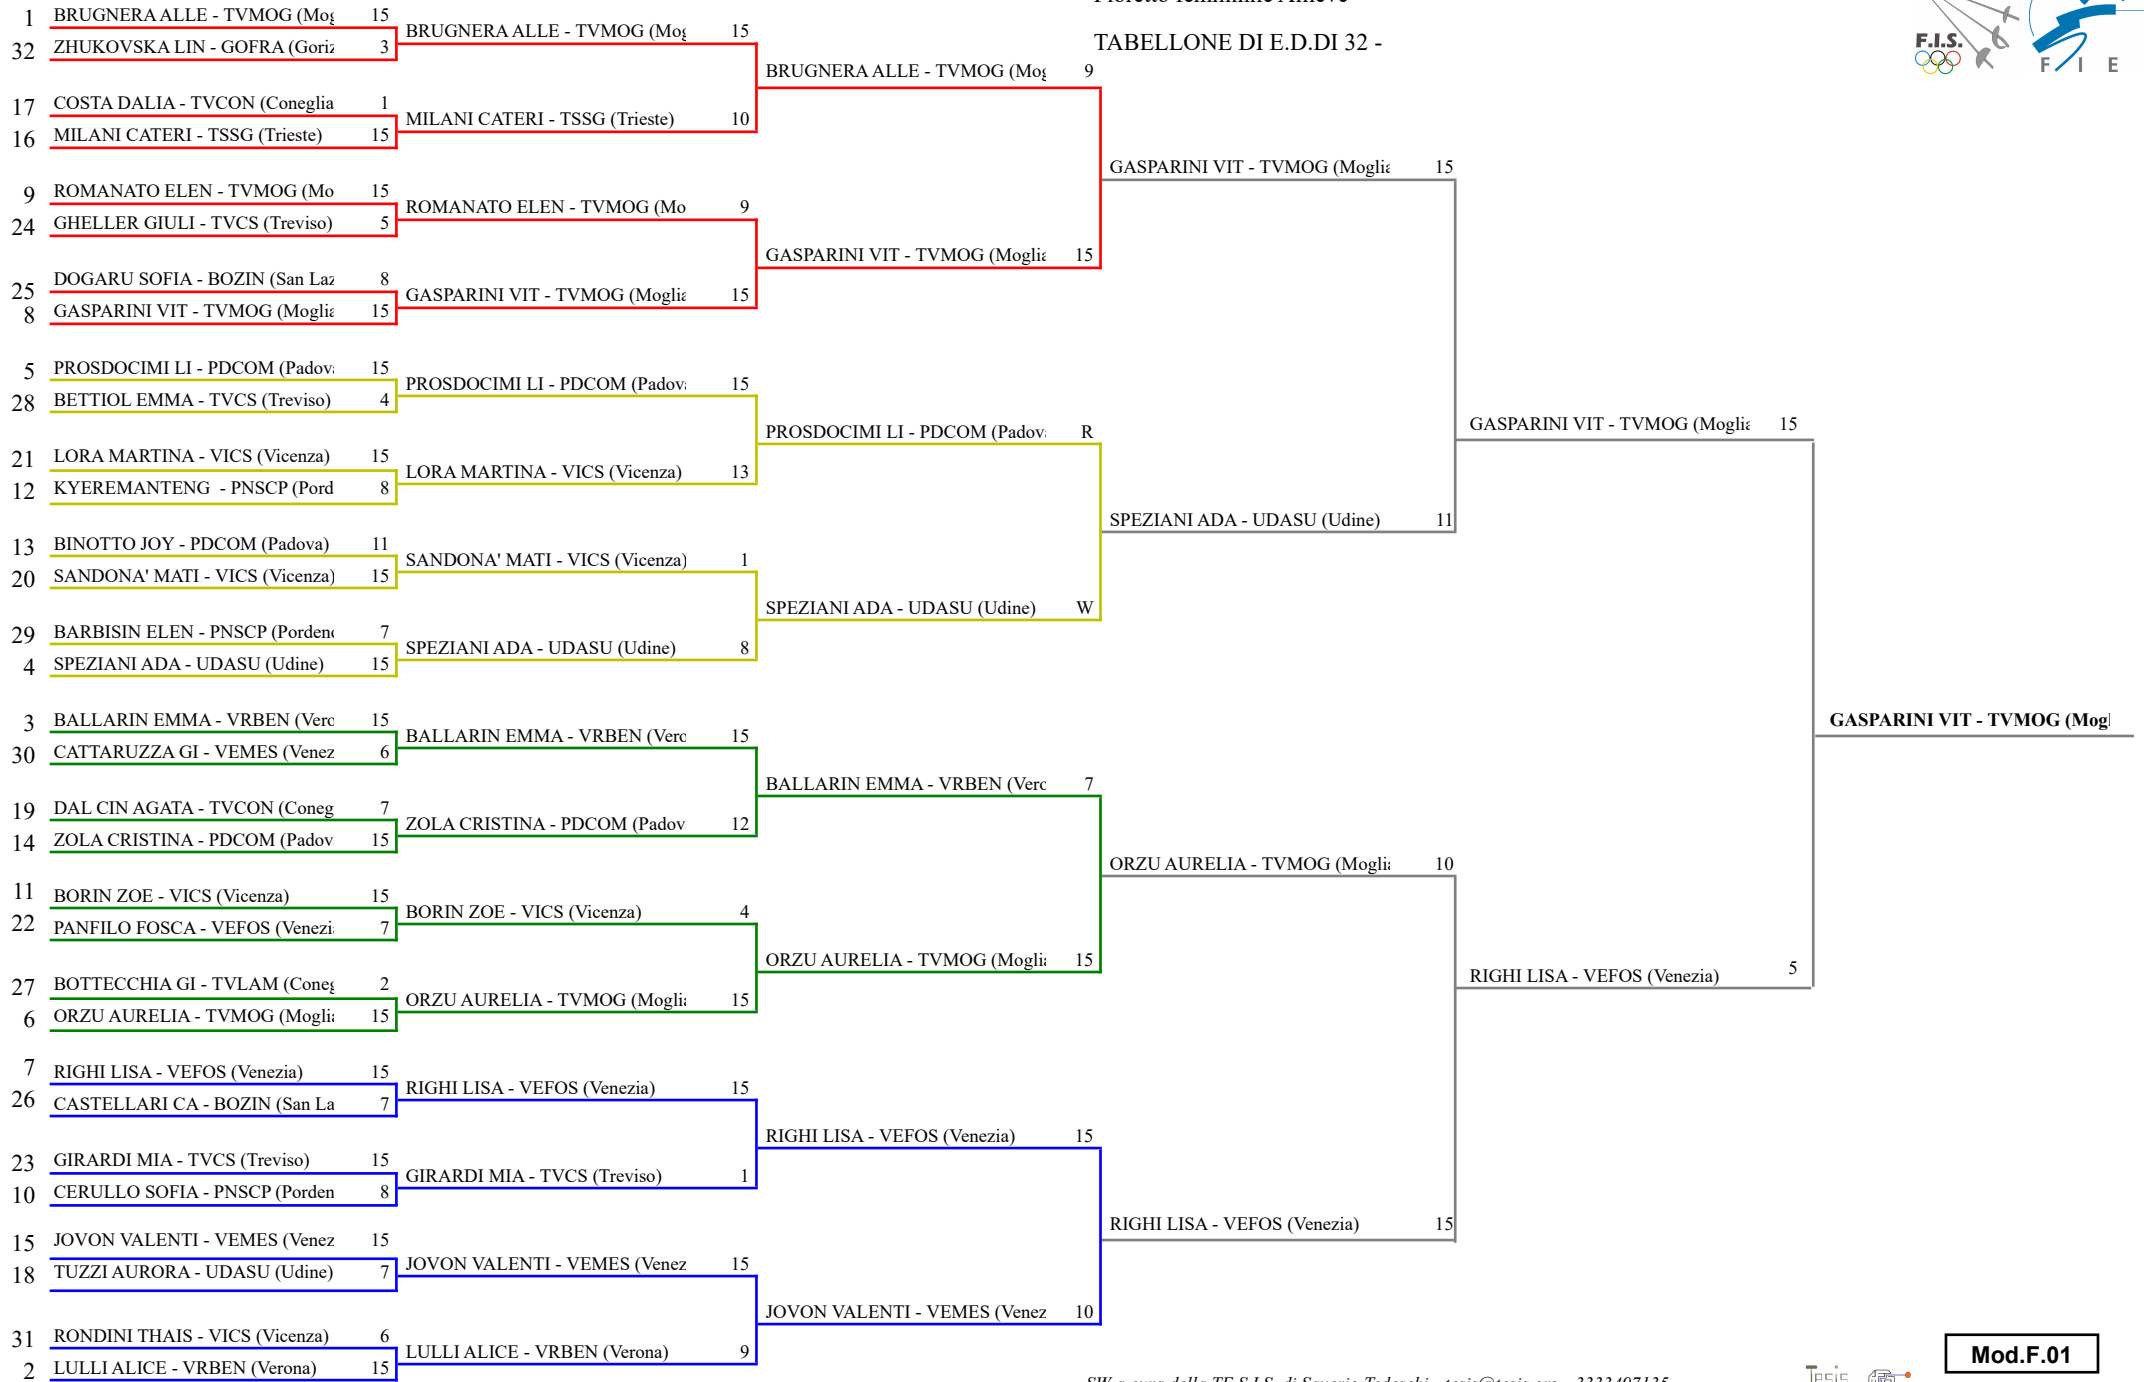 TABELLONE DI E.D.DI 32 -
F.I.S.
F I E
1 BRUGNERA ALLE - TVMOG (Mog 15
32 ZHUKOVSKA LIN - GOFRA (Goriz 3
17 COSTA DALIA - TVCON (Coneglia 1
16 MILANI CATERI - TSSG (Trieste) 15
9 ROMANATO ELEN - TVMOG (Mo 15
24 GHELLER GIULI - TVCS (Treviso) 5
25 DOGARU SOFIA - BOZIN (San Laz 8
8 GASPARINI VIT - TVMOG (Moglia 15
5 PROSDOCIMI LI - PDCOM (Padova 15
28 BETTIOL EMMA - TVCS (Treviso) 4
21 LORA MARTINA - VICS (Vicenza) 15
12 KYEREMANTENG - PNSCP (Pord 8
13 BINOTTO JOY - PDCOM (Padova) 11
20 SANDONA' MATI - VICS (Vicenza) 15
29 BARBISIN ELEN - PNSCP (Pordeno 7
4 SPEZIANI ADA - UDASU (Udine) 15
3 BALLARIN EMMA - VRBEN (Vero 15
30 CATTARUZZA GI - VEMES (Venez 6
19 DAL CIN AGATA - TVCON (Coneg 7
14 ZOLA CRISTINA - PDCOM (Padov 15
11 BORIN ZOE - VICS (Vicenza) 15
22 PANFILO FOSCA - VEFOS (Venezia 7
27 BOTTECCHIA GI - TVLAM (Coneg 2
6 ORZU AURELIA - TVMOG (Moglia 15
7 RIGHI LISA - VEFOS (Venezia) 15
26 CASTELLARI CA - BOZIN (San La 7
23 GIRARDI MIA - TVCS (Treviso) 15
10 CERULLO SOFIA - PNSCP (Porden 8
15 JOVON VALENTI - VEMES (Venez 15
18 TUZZI AURORA - UDASU (Udine) 7
31 RONDINI THAIS - VICS (Vicenza) 6
2 LULLI ALICE - VRBEN (Verona) 15
BRUGNERA ALLE - TVMOG (Mog 15
MILANI CATERI - TSSG (Trieste) 10
ROMANATO ELEN - TVMOG (Mo 9
GASPARINI VIT - TVMOG (Moglia 15
PROSDOCIMI LI - PDCOM (Padova 15
LORA MARTINA - VICS (Vicenza) 13
SANDONA' MATI - VICS (Vicenza) 1
SPEZIANI ADA - UDASU (Udine) 8
BALLARIN EMMA - VRBEN (Vero 15
ZOLA CRISTINA - PDCOM (Padov 12
BORIN ZOE - VICS (Vicenza) 4
ORZU AURELIA - TVMOG (Moglia 15
RIGHI LISA - VEFOS (Venezia) 15
GIRARDI MIA - TVCS (Treviso) 1
JOVON VALENTI - VEMES (Venez 15
LULLI ALICE - VRBEN (Verona) 9
BRUGNERA ALLE - TVMOG (Mog 9
GASPARINI VIT - TVMOG (Moglia 15
PROSDOCIMI LI - PDCOM (Padova R
SPEZIANI ADA - UDASU (Udine) W
BALLARIN EMMA - VRBEN (Vero 7
ORZU AURELIA - TVMOG (Moglia 15
RIGHI LISA - VEFOS (Venezia) 15
JOVON VALENTI - VEMES (Venez 10
GASPARINI VIT - TVMOG (Moglia 15
SPEZIANI ADA - UDASU (Udine) 11
ORZU AURELIA - TVMOG (Moglia 10
RIGHI LISA - VEFOS (Venezia) 15
GASPARINI VIT - TVMOG (Moglia 15
RIGHI LISA - VEFOS (Venezia) 5
GASPARINI VIT - TVMOG (Mogl
Mod.F.01